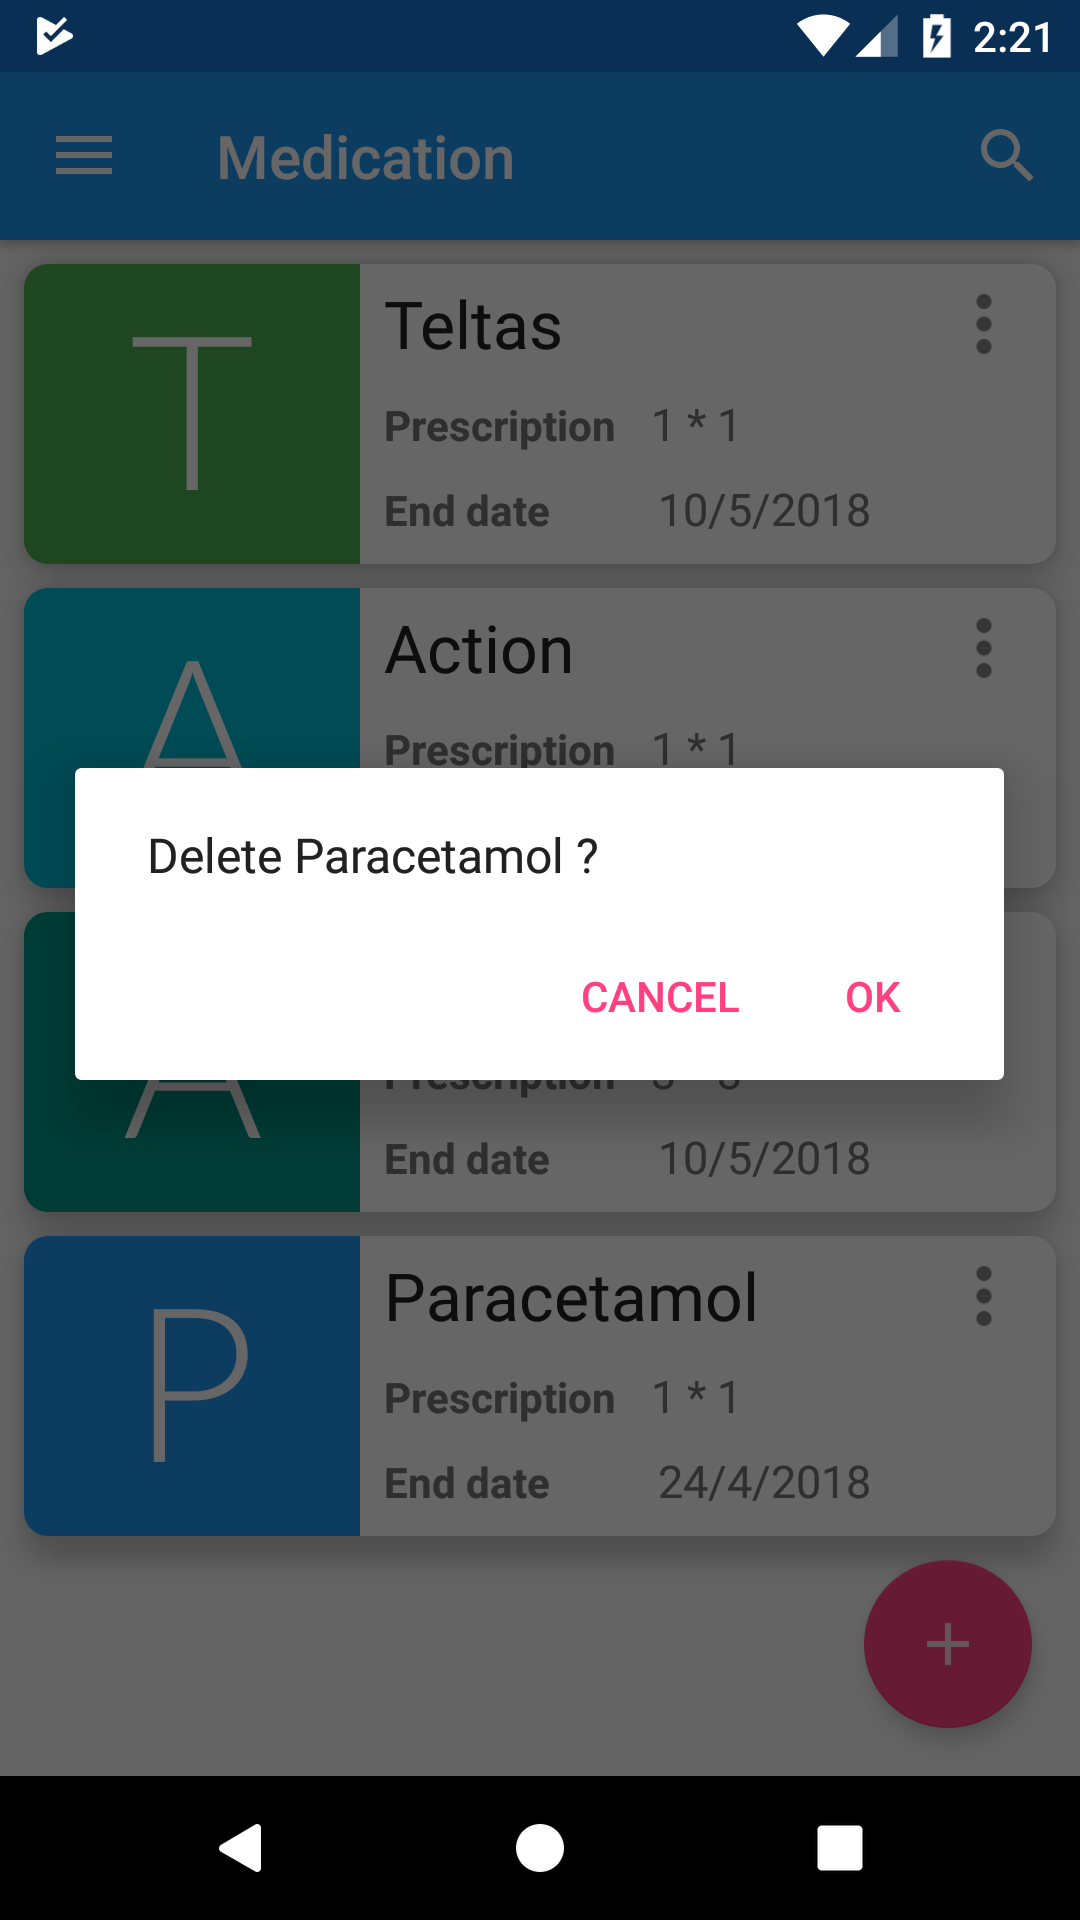 2:21
Medication
T
Teltas
Prescription 1 * 1
End date 10/5/2018
A
Action
Prescription 1 * 1
Delete Paracetamol ?
CANCEL OK
A
Prescription
End date 10/5/2018
P
Paracetamol
Prescription 1 * 1
End date 24/4/2018
+